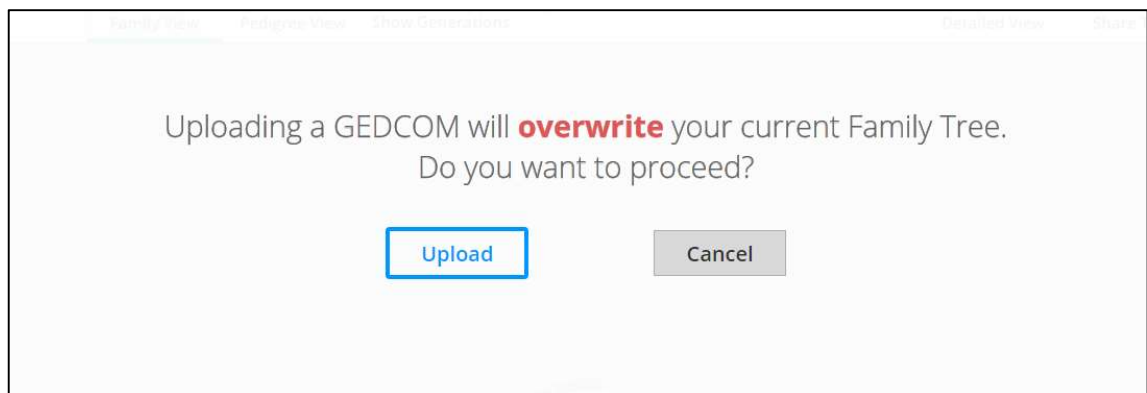 Family View Pedigree View Show Generations Detailed View Share
Uploading a GEDCOM will overwrite your current Family Tree.
Do you want to proceed?
Upload Cancel